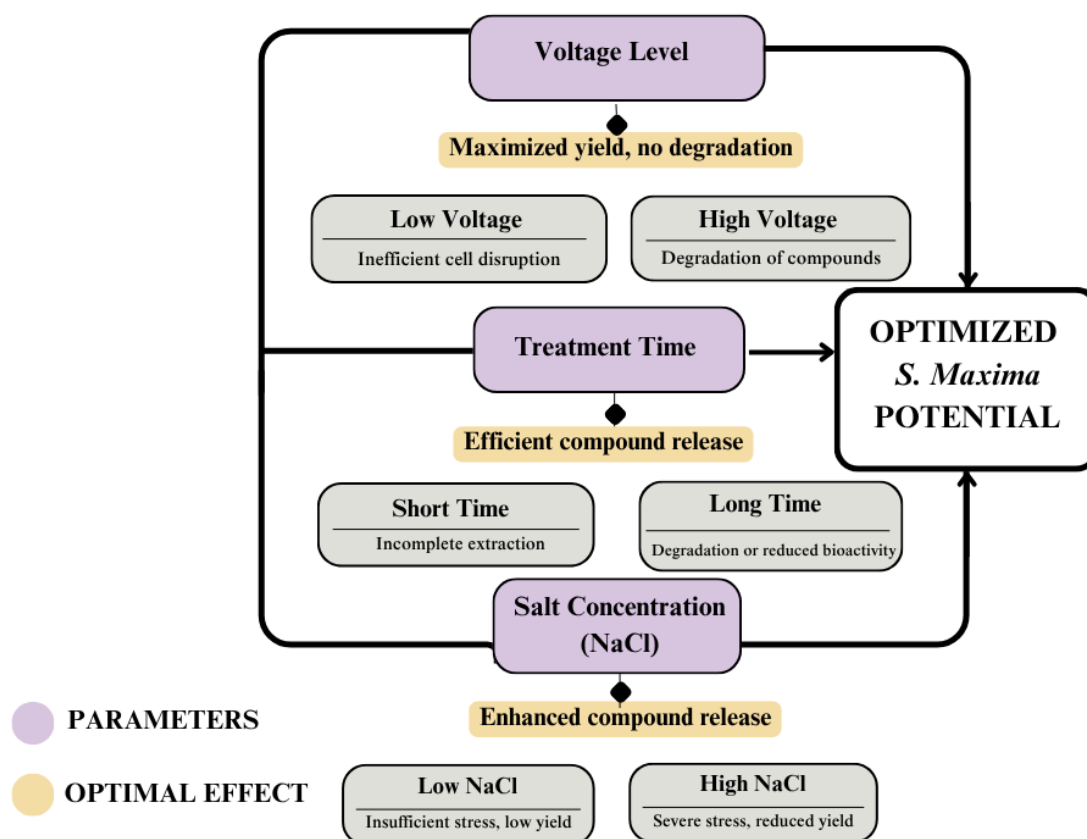 Voltage Level
Maximized yield, no degradation
Low Voltage
Inefficient cell disruption
High Voltage
Degradation of compounds
Treatment Time
OPTIMIZED
S. Maxima
POTENTIAL
Efficient compound release
Short Time
Incomplete extraction
Long Time
Degradation or reduced bioactivity
Salt Concentration
(NaCl)
Enhanced compound release
PARAMETERS
OPTIMAL EFFECT
Low NaCl
Insufficient stress, low yield
High NaCl
Severe stress, reduced yield